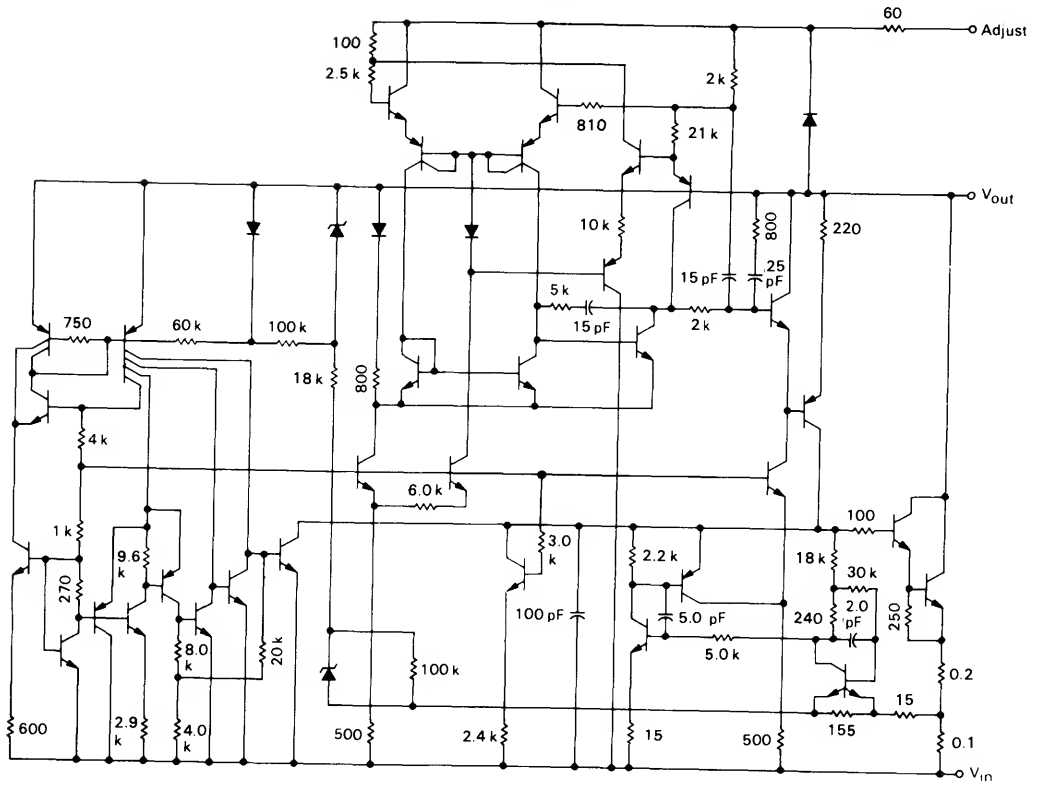 60
Adjust
100
2.5 k
2k
810
21 k
Vout
10 k
800
220
15 pF
.25
pF
5 k
15 pF
2 k
750
60 k
100 k
18 k
800
4 k
6.0 k
1 k
9.6
k
3.0
k
2.2 k
100
18 k
30 k
270
100 pF
5.0 pF
240
2.0
pF
250
8.0
k
20 k
5.0 k
100 k
0.2
15
600
2.9
k
4.0
k
500
2.4 k
15
500
155
0.1
Vin